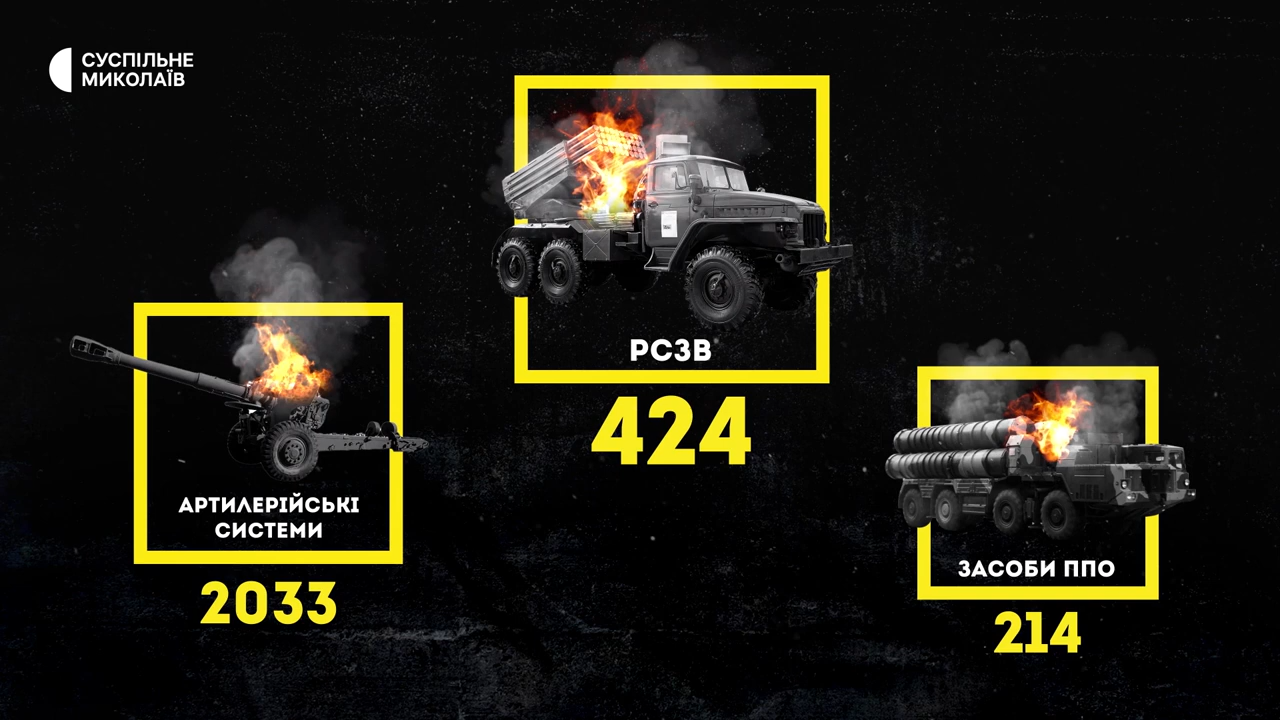 СУСПІЛЬНЕ
МИКОЛАЇВ
РСЗВ
424
АРТИЛЕРІЙСЬКІ
СИСТЕМИ
2033
ЗАСОБИ ППО
214